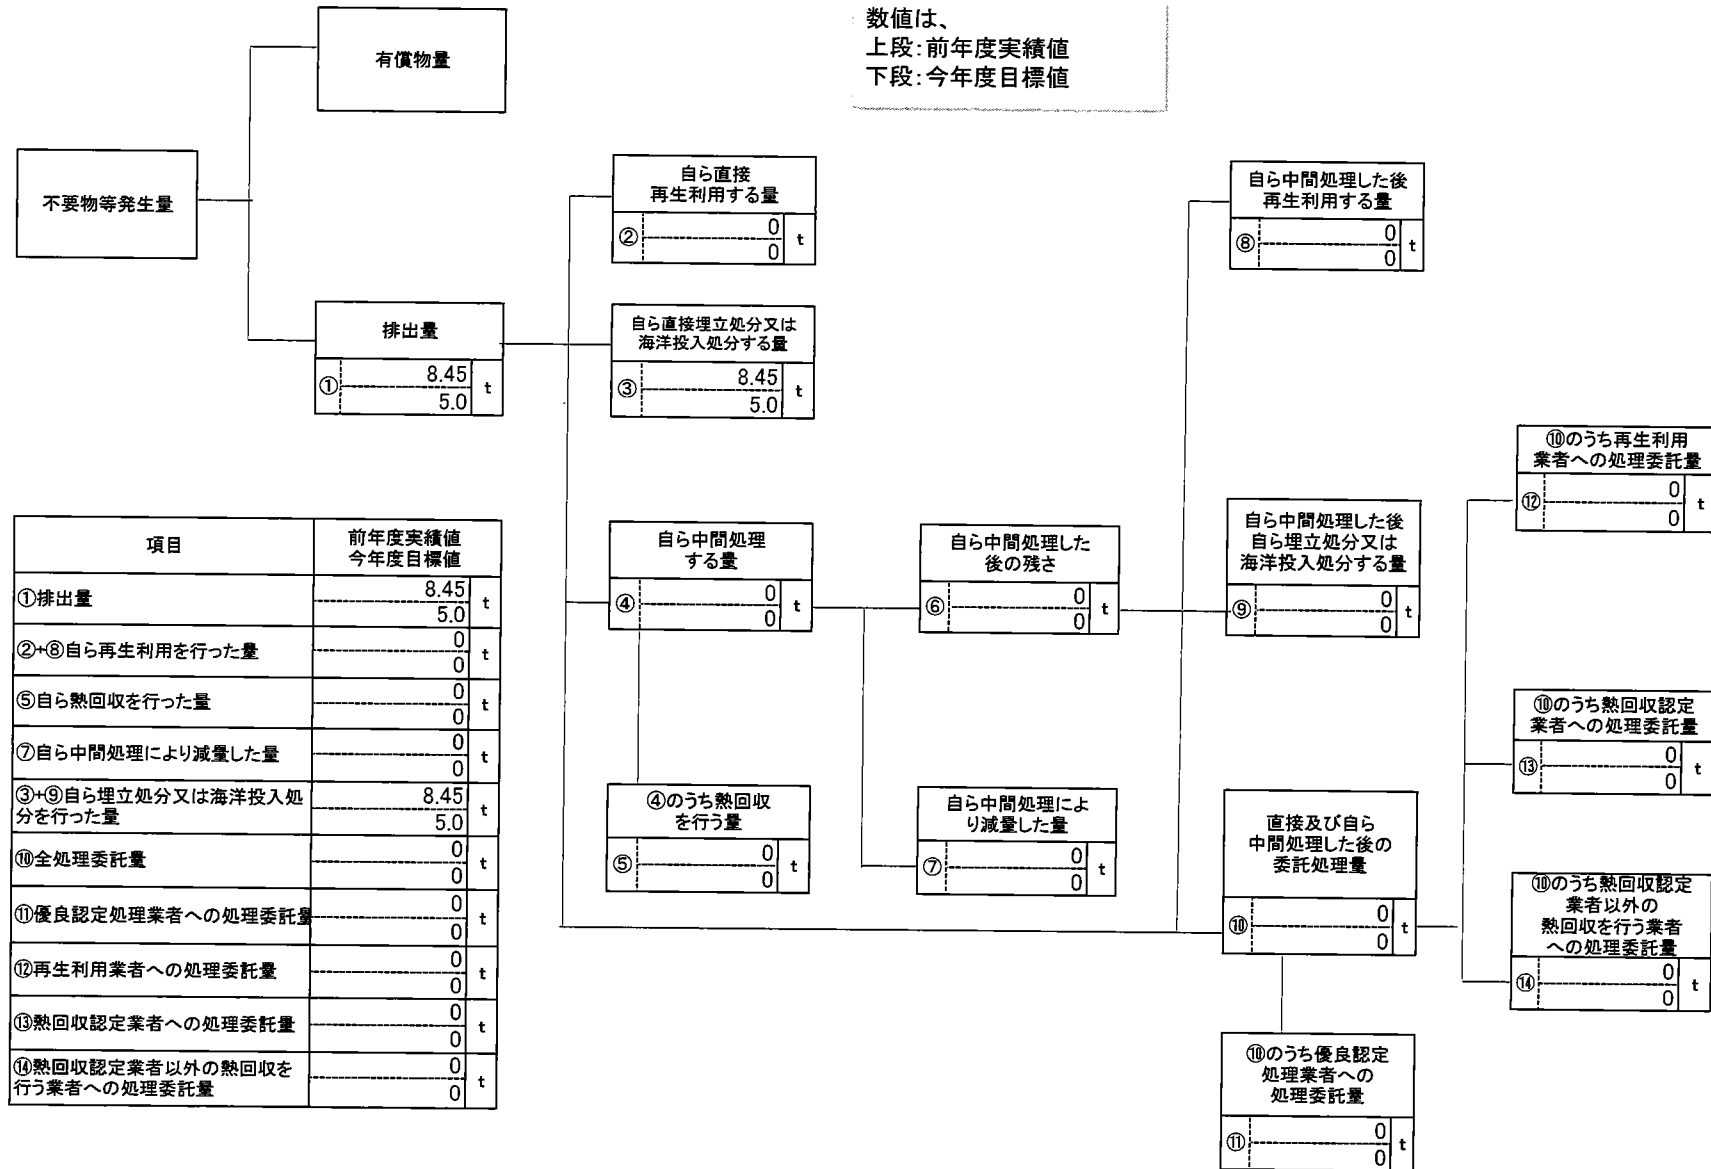 数値は、
上段：前年度実績値
下段：今年度目標値
有償物量
不要物等発生量
排出量
①
8.45
5.0
t
自ら直接
再生利用する量
②
0
0
t
自ら直接埋立処分又は
海洋投入処分する量
③
8.45
5.0
t
自ら中間処理
する量
④
0
0
t
④のうち熱回収
を行う量
⑤
0
0
t
自ら中間処理した
後の残さ
⑥
0
0
t
自ら中間処理によ
り減量した量
⑦
0
0
t
自ら中間処理した後
再生利用する量
⑧
0
0
t
自ら中間処理した後
自ら埋立処分又は
海洋投入処分する量
⑨
0
0
t
直接及び自ら
中間処理した後の
委託処理量
⑩
0
0
t
⑩のうち優良認定
処理業者への
処理委託量
⑪
0
0
t
⑩のうち再生利用
業者への処理委託量
⑫
0
0
t
⑩のうち熱回収認定
業者への処理委託量
⑬
0
0
t
⑩のうち熱回収認定
業者以外の
熱回収を行う業者
への処理委託量
⑭
0
0
t
項目
前年度実績値
今年度目標値
①排出量
8.45
5.0
t
②+⑧自ら再生利用を行った量
0
0
t
⑤自ら熱回収を行った量
0
0
t
⑦自ら中間処理により減量した量
0
0
t
③+⑨自ら埋立処分又は海洋投入処
分を行った量
8.45
5.0
t
⑩全処理委託量
0
0
t
⑪優良認定処理業者への処理委託量
0
0
t
⑫再生利用業者への処理委託量
0
0
t
⑬熱回収認定業者への処理委託量
0
0
t
⑭熱回収認定業者以外の熱回収を
行う業者への処理委託量
0
0
t